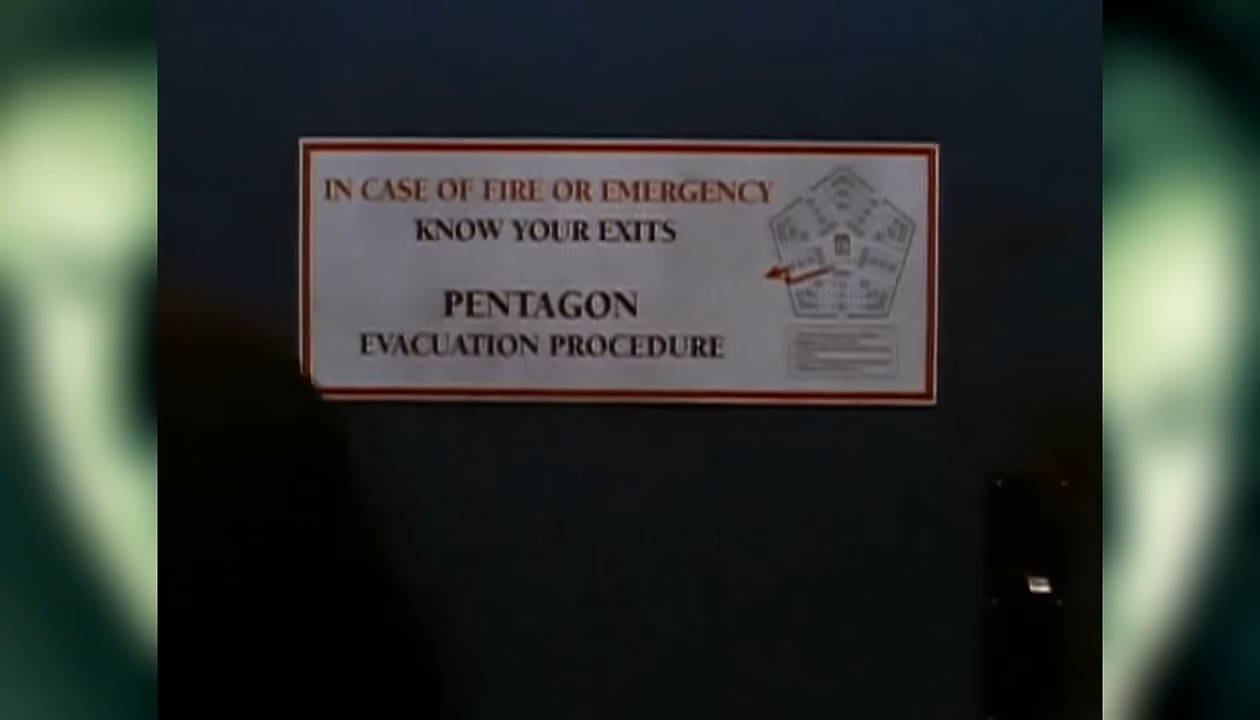 IN CASE OF FIRE OR EMERGENCY
KNOW YOUR EXITS
PENTAGON
EVACUATION PROCEDURE